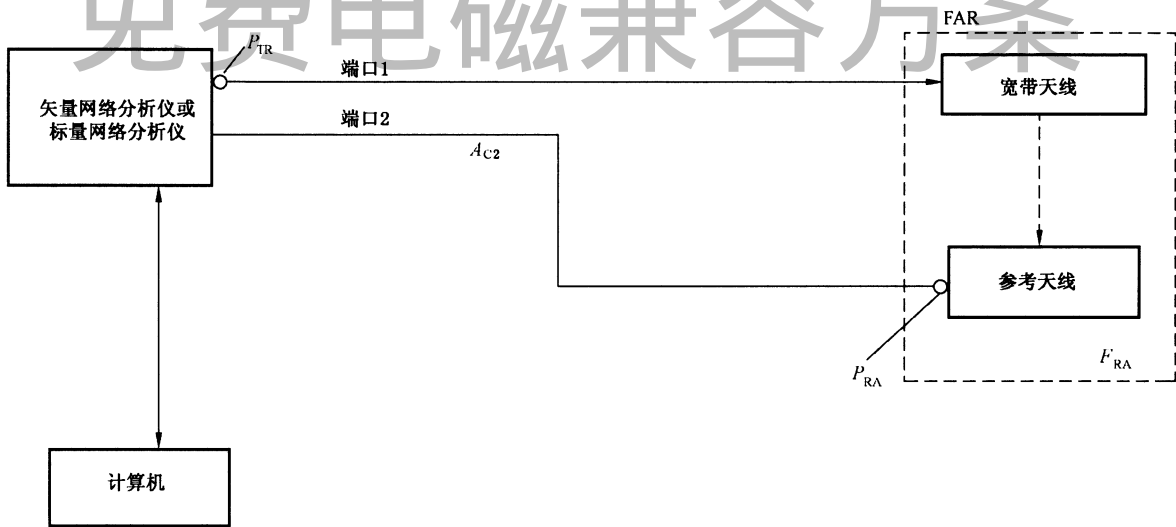 免费电磁兼容方案
FAR
P_TR
端口1
宽带天线
矢量网络分析仪或
标量网络分析仪
端口2
A_C2
参考天线
F_RA
P_RA
计算机